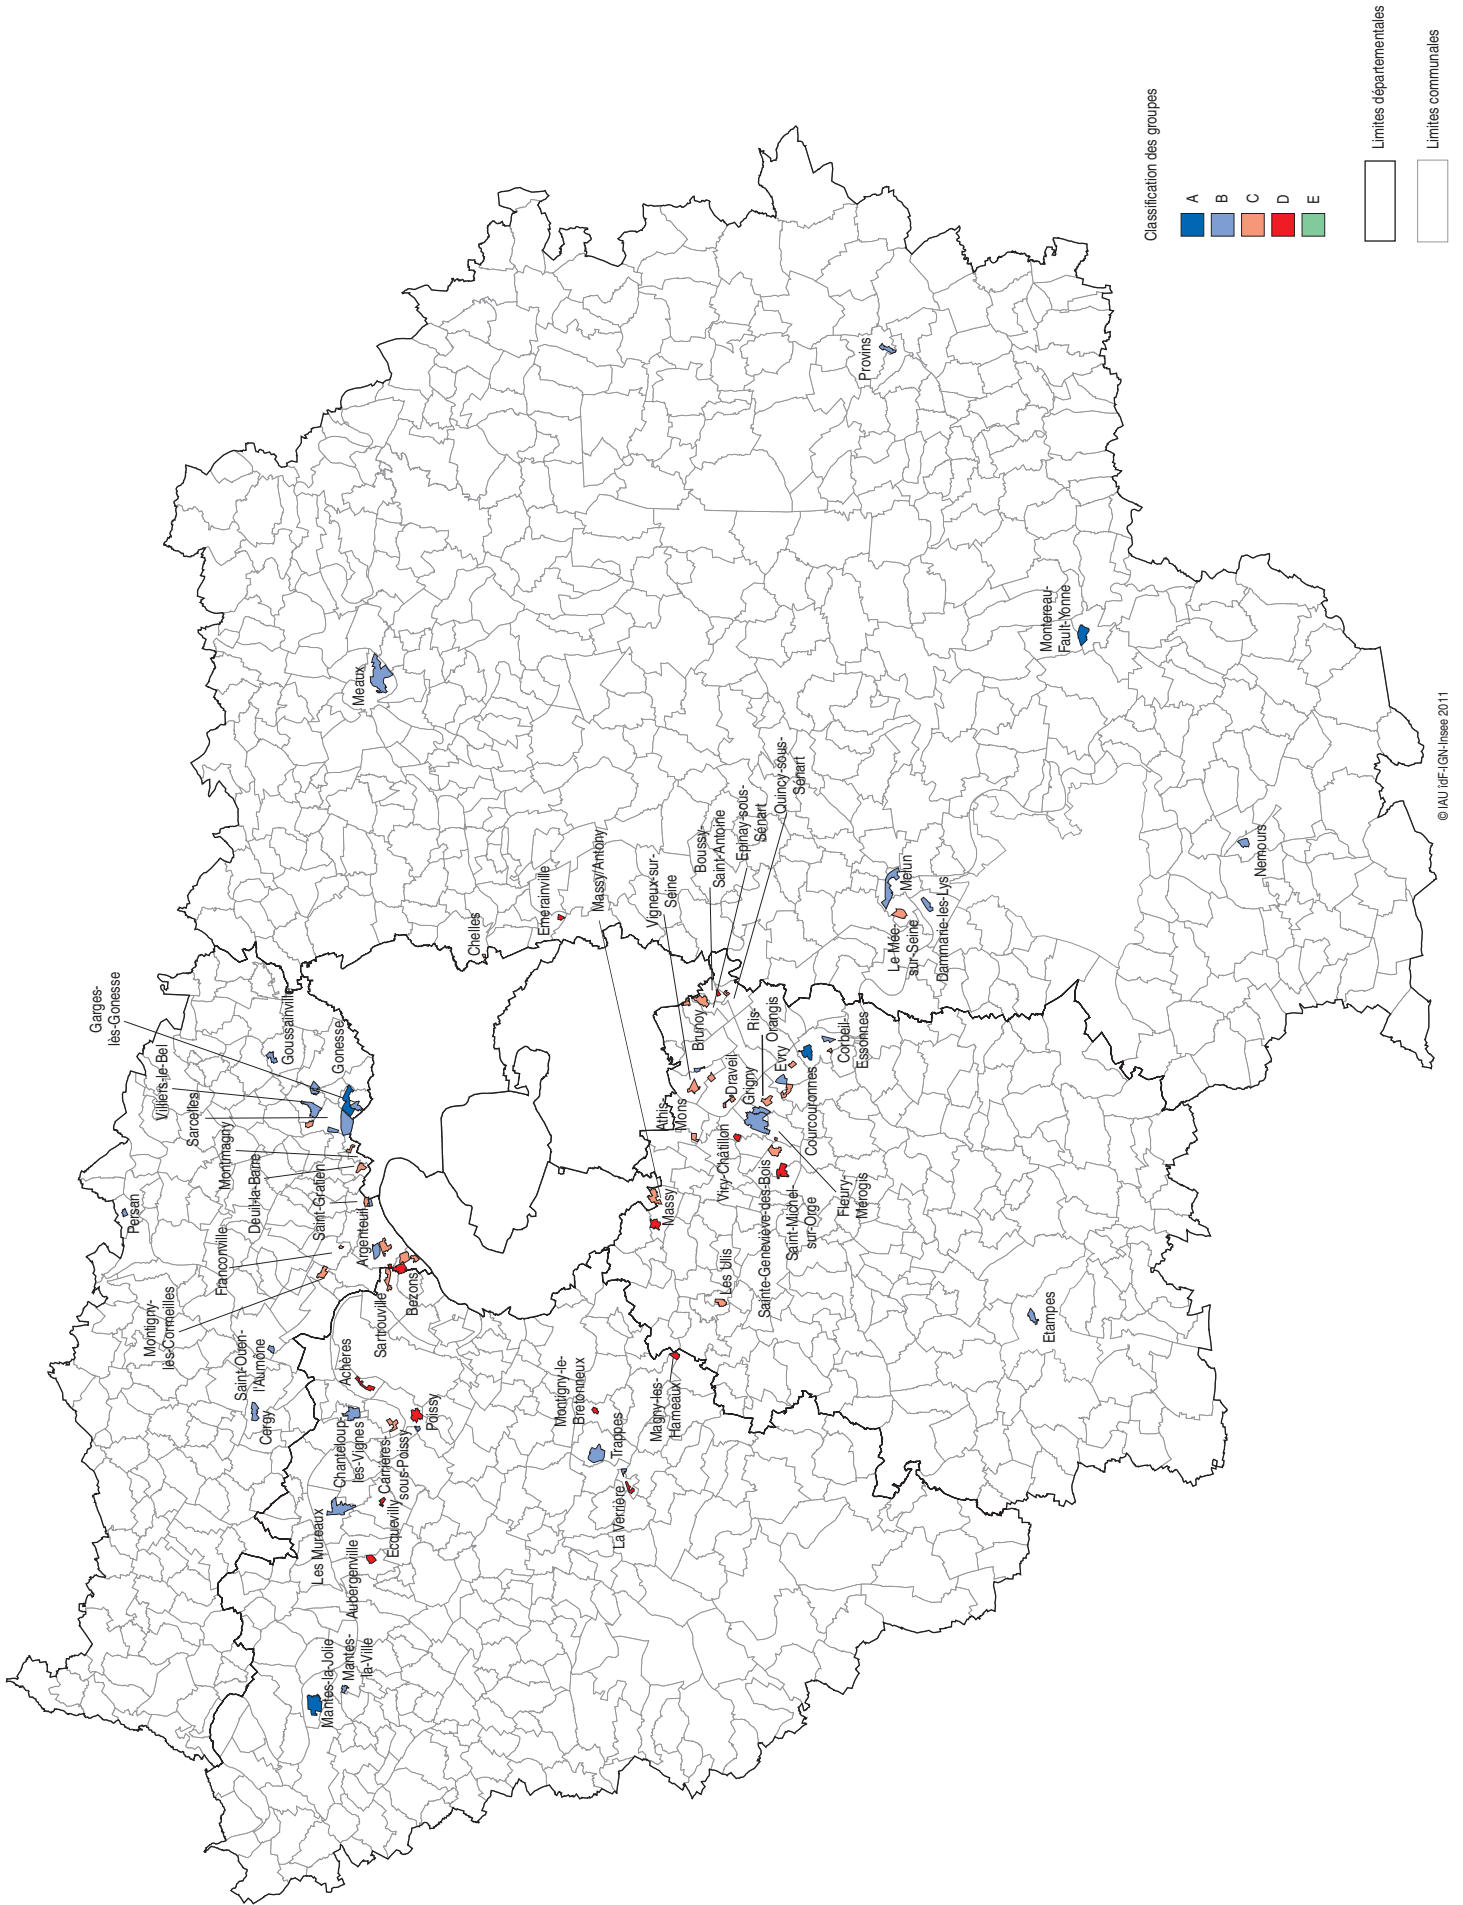 Persan
Garges-
lès-Gonesse
Villiers-le-Bel
Sarcelles
Montmagny
Deuil-la-Barre
Saint-Gratien
Franconville
Montigny-
lès-Cormeilles
Saint-Ouen-
l'Aumône
Cergy
Goussainville
Gonesse
Argenteuil
Bezons
Sartrouville
Achères
Poissy
Chanteloup-
les-Vignes
Carrières-
sous-Poissy
Les Mureaux
Ecquevilly
Aubergenville
Mantes-la-Jolie
Mantes-
la-Ville
Montigny-le-
Bretonneux
Trappes
La Verrière
Magny-les-
Hameaux
Meaux
Chelles
Emerainville
Massy/Antony
Vigneux-sur-
Seine
Boussy-
Saint-Antoine
Epinay-sous-
Sénart
Quincy-sous-
Sénart
Brunoy
Ris-
Orangis
Evry
Corbeil-
Essonnes
Draveil
Grigny
Athis-
Mons
Courcouronnes
Viry-Châtillon
Fleury-
Mérogis
Sainte-Geneviève-des-Bois
Saint-Michel-
sur-Orge
Massy
Les Ulis
Etampes
Le Mée-
sur-Seine
Melun
Dammarie-les-Lys
Provins
Montereau-
Fault-Yonne
Nemours
Classification des groupes
A
B
C
D
E
Limites départementales
Limites communales
© IAU îdF-IGN-Insee 2011